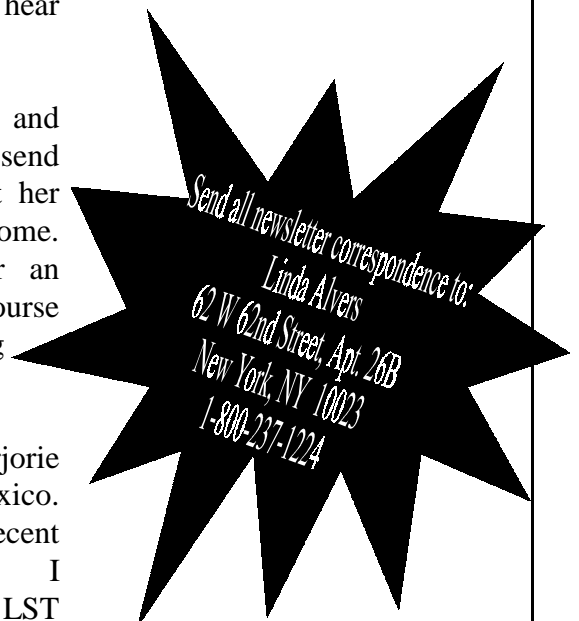 hear
and
send
her
ome.
an
ourse
jorie
xico.
ecent
I
LST
Send all newsletter correspondence to:
Linda Alvers
62 W 62nd Street, Apt. 26B
New York, NY 10023
1-800-237-1224